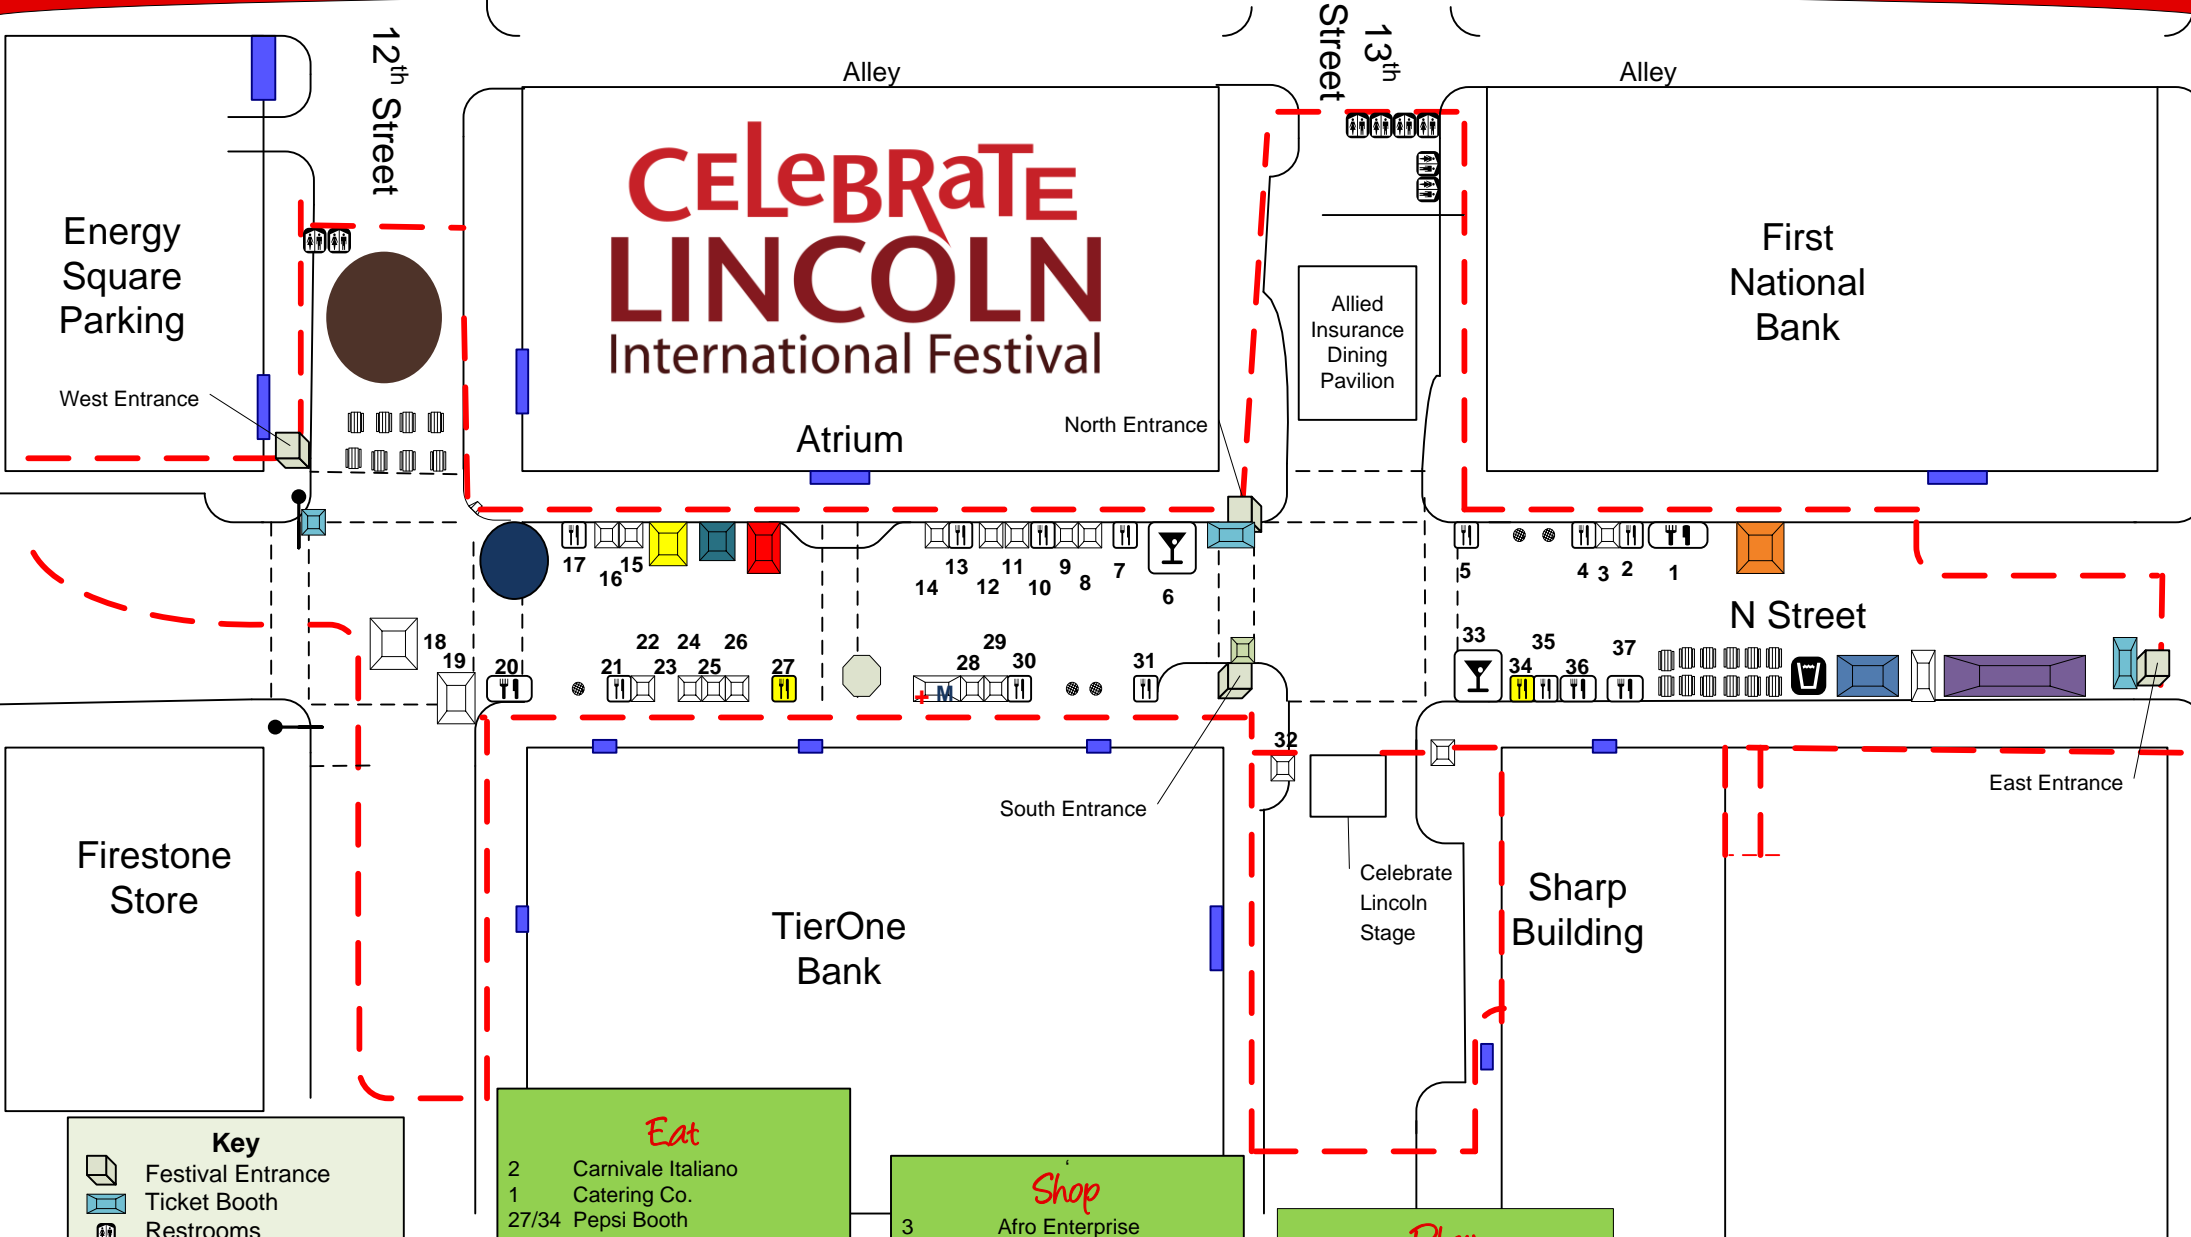 12th Street
13th
Street
Alley
Alley
CELeBRaTE
LINCOLN
International Festival
Energy
Square
Parking
First
National
Bank
Allied
Insurance
Dining
Pavilion
West Entrance
North Entrance
Atrium
17
16
15
14
13
12
11
10
9
8
7
6
5
4
3
2
1
N Street
18
19
20
21
22
23
24
25
26
27
M
28
29
30
31
32
33
34
35
36
37
South Entrance
East Entrance
Firestone
Store
TierOne
Bank
Celebrate
Lincoln
Stage
Sharp
Building
Key
Festival Entrance
Ticket Booth
Restrooms
Eat
2 Carnivale Italiano
1 Catering Co.
27/34 Pepsi Booth
Shop
3 Afro Enterprise